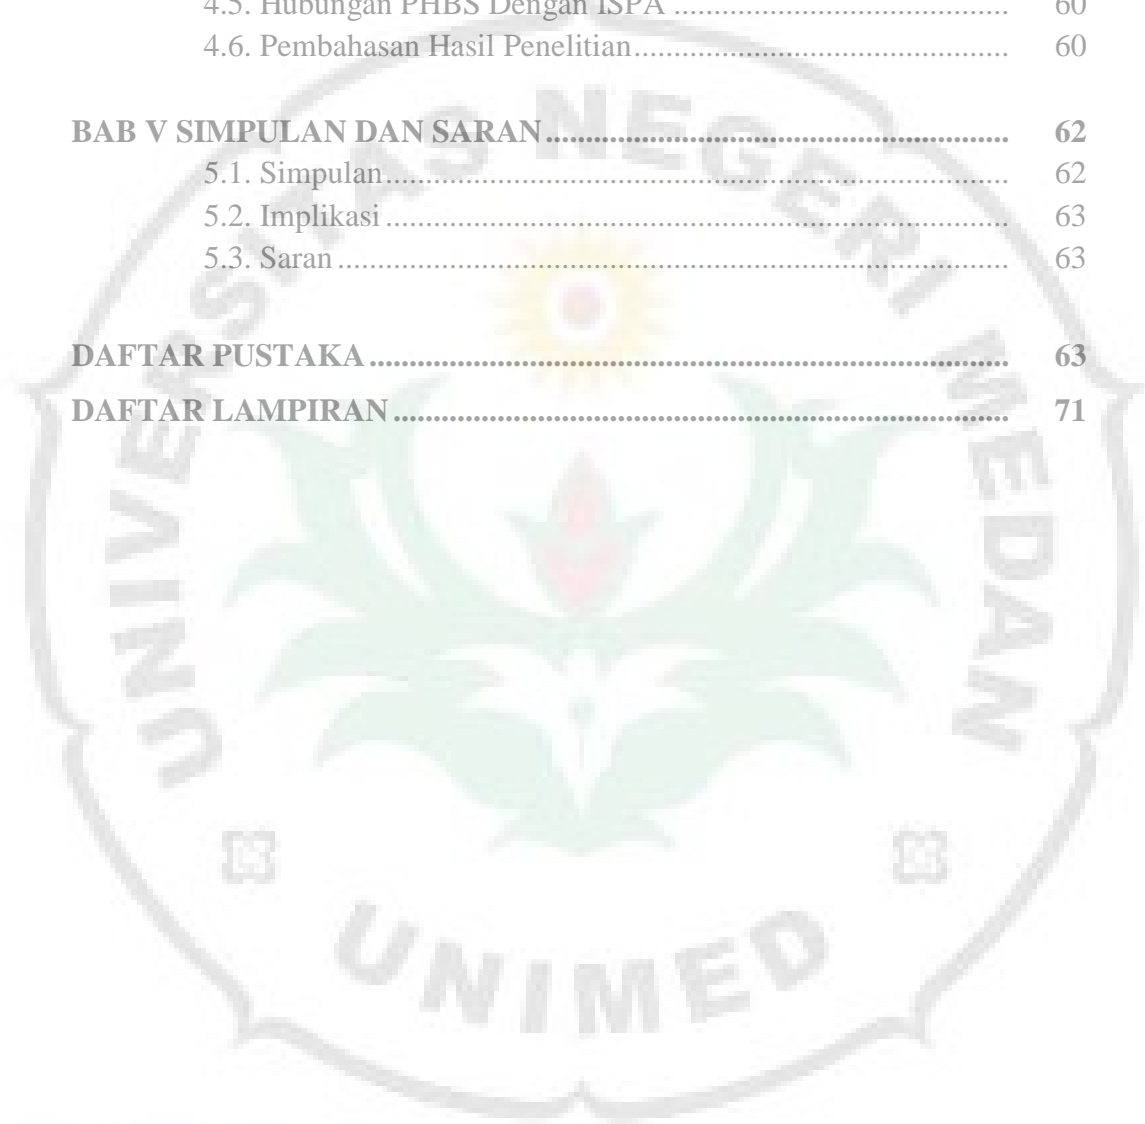 4.5. Hubungan PHBS Dengan ISPA ........................................... 60
4.6. Pembahasan Hasil Penelitian................................................ 60
BAB V SIMPULAN DAN SARAN........................................................... 62
5.1. Simpulan................................................................................ 62
5.2. Implikasi ................................................................................ 63
5.3. Saran ...................................................................................... 63
DAFTAR PUSTAKA .................................................................................. 63
DAFTAR LAMPIRAN............................................................................... 71
UNIVERSITAS NEGERI MEDAN
UNIMED